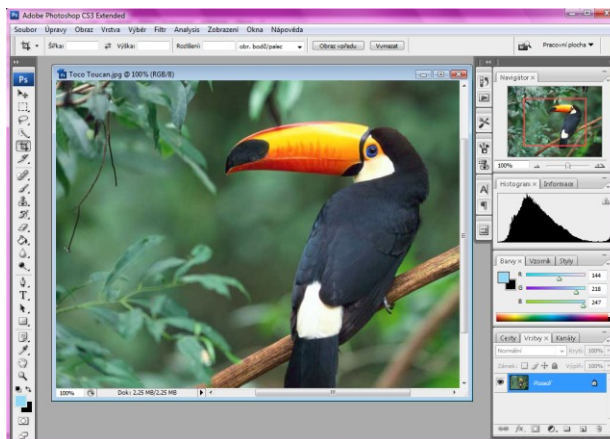 Adobe Photoshop CS3 Extended
Soubor Úpravy Obraz Vrstva Výběr Filtr Analysis Zobrazení Okna Nápověda
Šířka: Výška: Rozlišení: obr. bodů/palec Obraz vpředu Vymazat Pracovní plocha
Ps
Toco Toucan.jpg @ 100% (RGB/8)
Navigátor
100%
Histogram Informace
Barvy Vzorník Styly
R 144
G 218
B 247
Cesty Vrstvy Kanály
Normální Krytí: 100%
Zámek: Výplň: 100%
Pozadí
100% Dok: 2,25 MB/2,25 MB